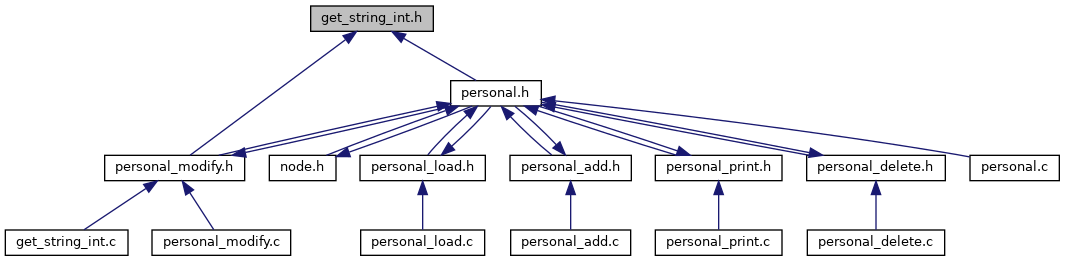 get_string_int.h
personal.h
personal_modify.h
node.h
personal_load.h
personal_add.h
personal_print.h
personal_delete.h
personal.c
get_string_int.c
personal_modify.c
personal_load.c
personal_add.c
personal_print.c
personal_delete.c